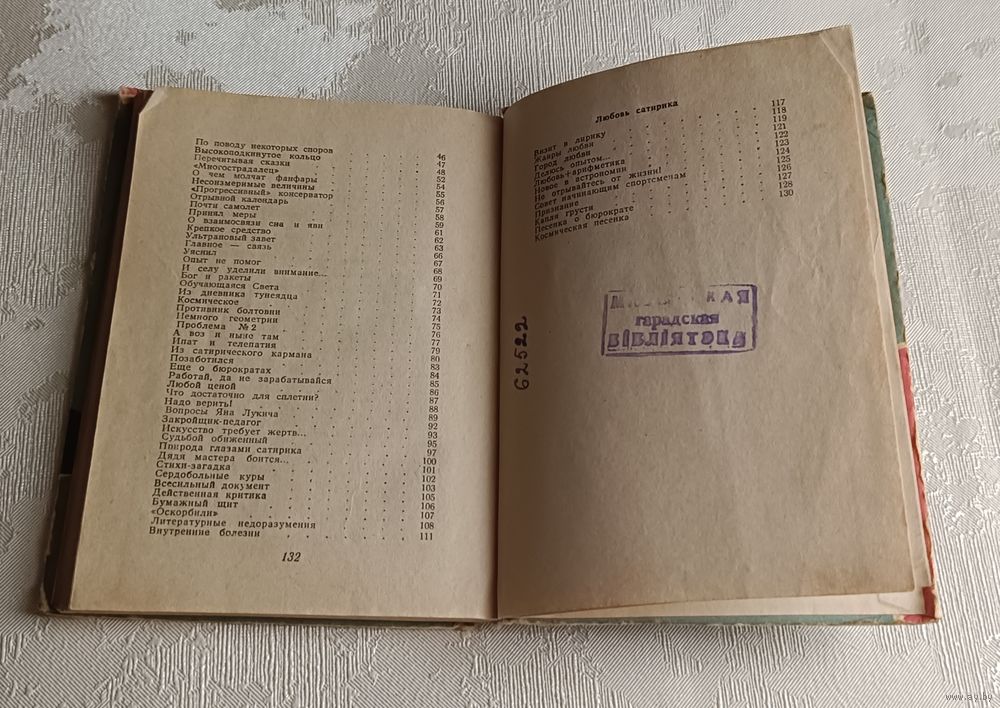 По поводу некоторых споров . . . . 46
Высокоподкинутое кольцо . . . . 47
Перечитывая сказки . . . . 48
«Многострадалец» . . . . 52
О чем молчат фанфары . . . . 54
Несоизмеримые величины . . . . 55
«Прогрессивный» консерватор . . . . 56
Отрывной календарь . . . . 57
Почти самолет . . . . 58
Принял меры . . . . 59
О взаимосвязи сна и яви . . . . 61
Крепкое средство . . . . 62
Ультрановый завет . . . . 63
Главное — связь . . . . 66
Уяснил . . . . 67
Опыт не помог . . . . 68
И селу уделили внимание... . . . . 69
Бог и ракеты . . . . 70
Обучающаяся Света . . . . 71
Из дневника тунеядца . . . . 72
Космическое . . . . 73
Противник болтовни . . . . 74
Немного геометрии . . . . 75
Проблема № 2 . . . . 76
А воз и ныне там . . . . 77
Ипат и телепатия . . . . 79
Из сатирического кармана . . . . 80
Позаботился . . . . 83
Еще о бюрократах . . . . 84
Работай, да не зарабатывайся . . . . 85
Любой ценой . . . . 86
Что достаточно для сплетни? . . . . 87
Надо верить! . . . . 88
Вопросы Яна Лукича . . . . 89
Закройщик-педагог . . . . 92
Искусство требует жертв... . . . . 93
Судьбой обиженный . . . . 95
Природа глазами сатирика . . . . 97
Дядя мастера боится... . . . . 100
Стихи-загадка . . . . 101
Сердобольные куры . . . . 102
Всесильный документ . . . . 103
Действенная критика . . . . 105
Бумажный щит . . . . 106
«Оскорбили» . . . . 107
Литературные недоразумения . . . . 108
Внутренние болезни . . . . 111
132
Любовь сатирика
Визит в лирику . . . . 117
Жанры любви . . . . 118
Город любви . . . . 119
Делюсь опытом... . . . . 121
Любовь+арифметика . . . . 122
Новое в астрономии . . . . 123
Не отрывайтесь от жизни! . . . . 124
Совет начинающим спортсменам . . . . 125
Признание . . . . 126
Капля грусти . . . . 127
Песенка о бюрократе . . . . 128
Космическая песенка . . . . 130
гарадская
бібліятэка
62522
www.ay.by